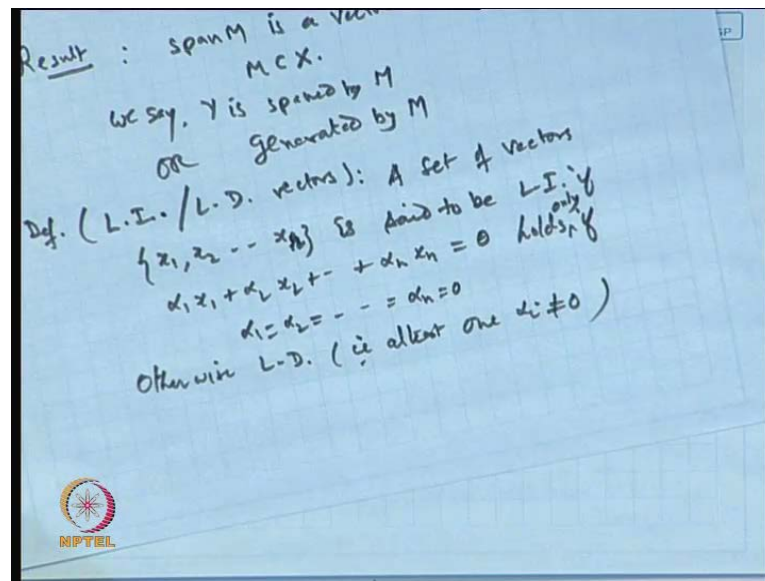 Result : span M is a
M ⊂ X.
we say, Y is spaned by M
OR generated by M
Def. (L.I. / L.D. vectors): A set of vectors
{x1, x2 -- xn} is said to be L.I. if
α1 x1 + α2 x2 + - + αn xn = 0 holds only if
α1 = α2 = - - = αn = 0
Otherwise L.D. (ie atleast one αi ≠ 0)
NPTEL